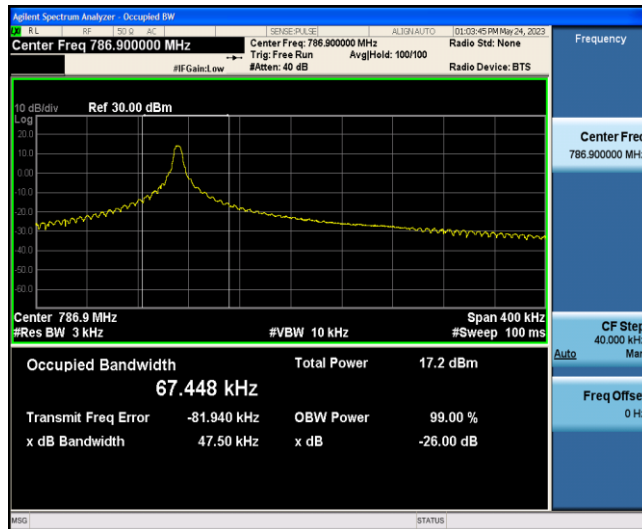 Agilent Spectrum Analyzer - Occupied BW
RL RF 50 Ω AC SENSE:PULSE ALIGN AUTO 01:03:45 PM May 24, 2023
Center Freq 786.900000 MHz Center Freq: 786.900000 MHz Radio Std: None
Trig: Free Run Avg|Hold: 100/100
#IFGain:Low #Atten: 40 dB Radio Device: BTS
10 dB/div Ref 30.00 dBm
Log
20.0
10.0
0.00
-10.0
-20.0
-30.0
-40.0
-50.0
-60.0
Center 786.9 MHz Span 400 kHz
#Res BW 3 kHz #VBW 10 kHz #Sweep 100 ms
Occupied Bandwidth Total Power 17.2 dBm
67.448 kHz
Transmit Freq Error -81.940 kHz OBW Power 99.00 %
x dB Bandwidth 47.50 kHz x dB -26.00 dB
MSG STATUS
Frequency
Center Freq
786.900000 MHz
CF Step
40.000 kHz
Auto Man
Freq Offse
0 Hz